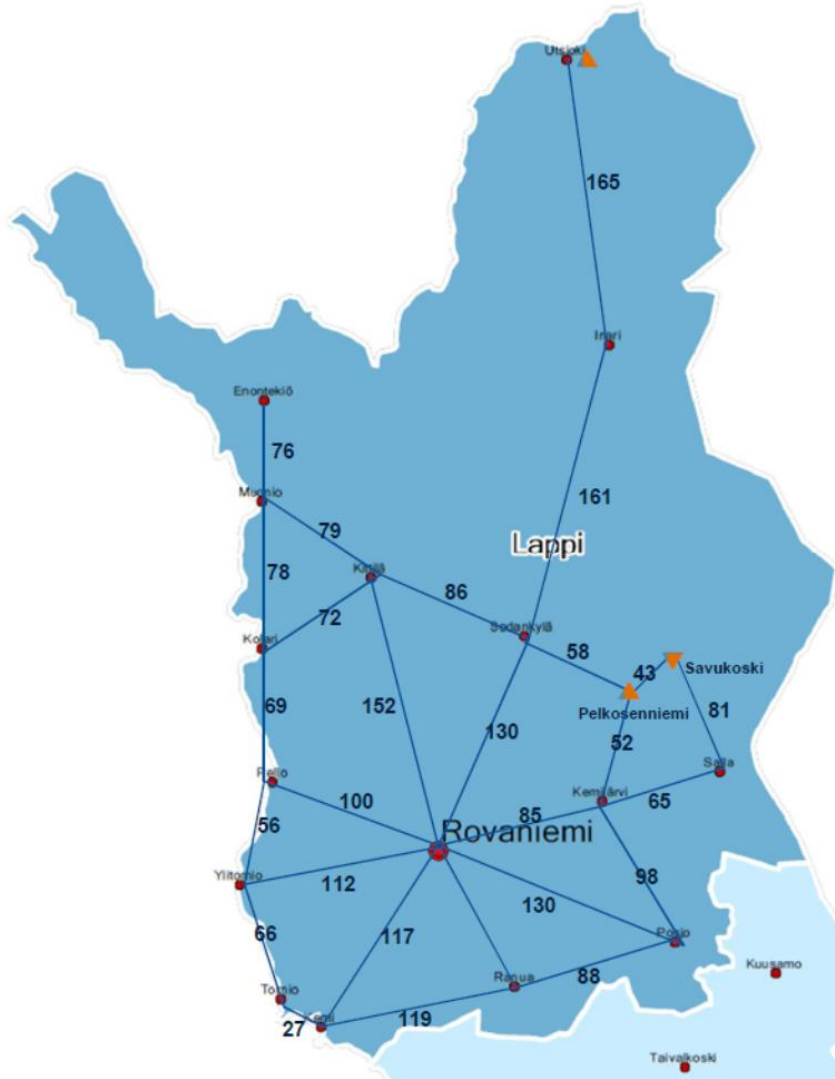 Utsjoki
165
Inari
Enontekiö
76
Muonio
79
161
Lappi
78
Kittilä
86
72
Sodankylä
Kolari
58
43
Savukoski
69
152
Pelkosenniemi
81
130
52
Salla
Pello
100
Kemijärvi
65
56
85
Rovaniemi
Ylitornio
112
98
130
66
117
Posio
Kuusamo
Ranua
88
Tornio
27
Kemi
119
Taivalkoski